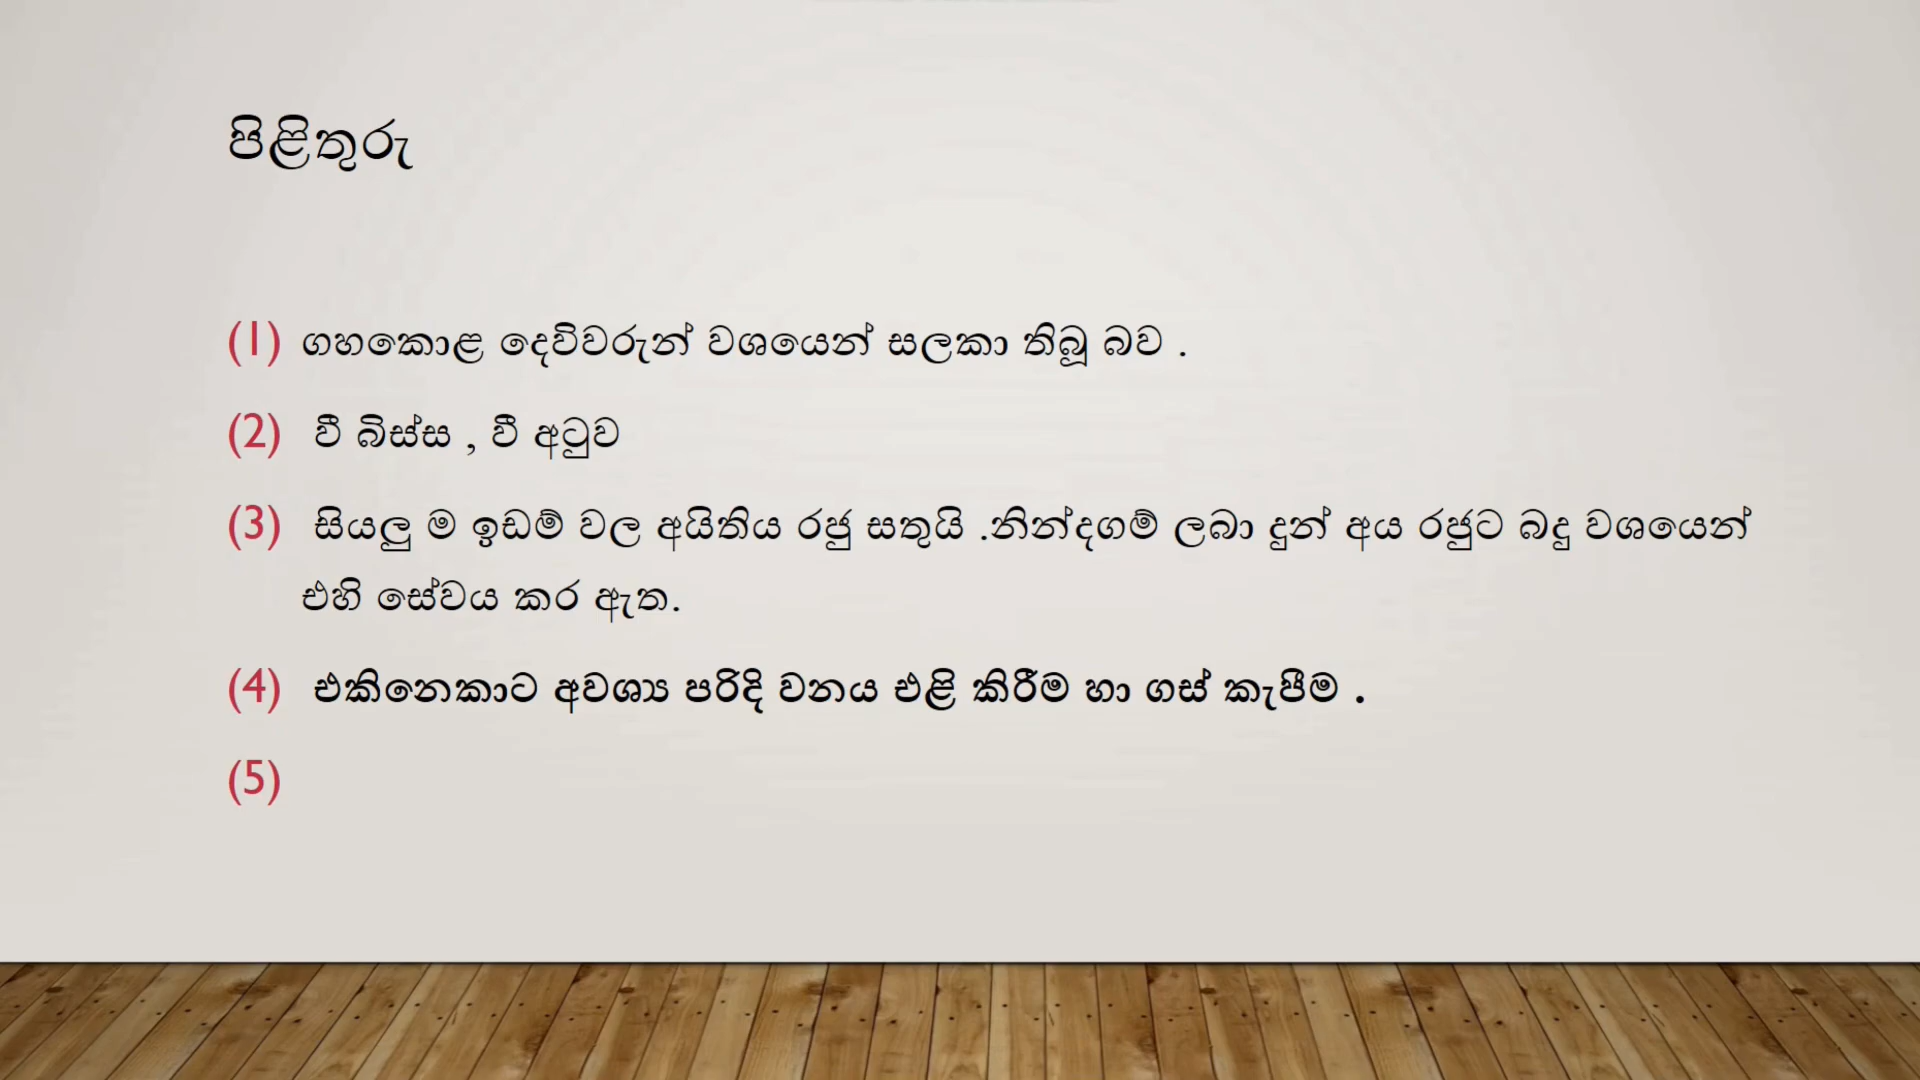 පිළිතුරු
(1) ගහකොළ දෙවිවරුන් වශයෙන් සලකා තිබූ බව .
(2) වී බිස්ස , වී අටුව
(3) සියලු ම ඉඩම් වල අයිතිය රජු සතුයි .නින්දගම් ලබා දුන් අය රජුට බදු වශයෙන්
එහි සේවය කර ඇත.
(4) එකිනෙකාට අවශ්‍ය පරිදි වනය එළි කිරීම හා ගස් කැපීම .
(5)